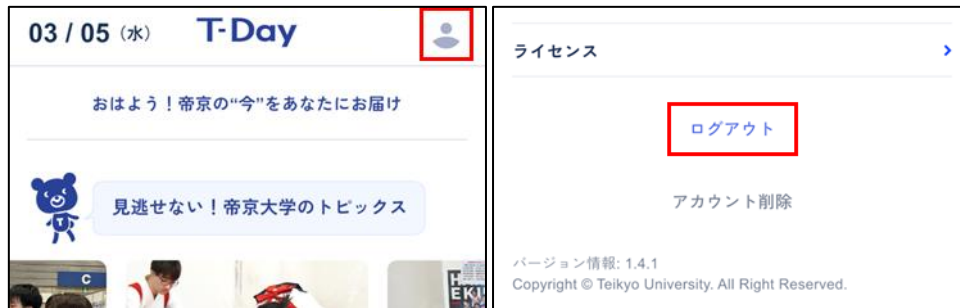 03 / 05 (水)
T-Day
おはよう！帝京の“今”をあなたにお届け
T
見逃せない！帝京大学のトピックス
C
ライセンス
ログアウト
アカウント削除
バージョン情報: 1.4.1
Copyright © Teikyo University. All Right Reserved.